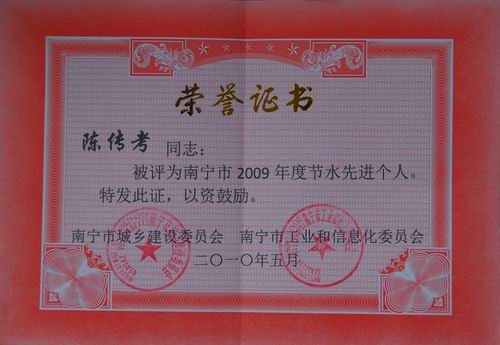 荣誉证书
陈传考 同志：
被评为南宁市2009年度节水先进个人。
特发此证，以资鼓励。
南宁市城乡建设委员会 南宁市工业和信息化委员会
二〇一〇年五月